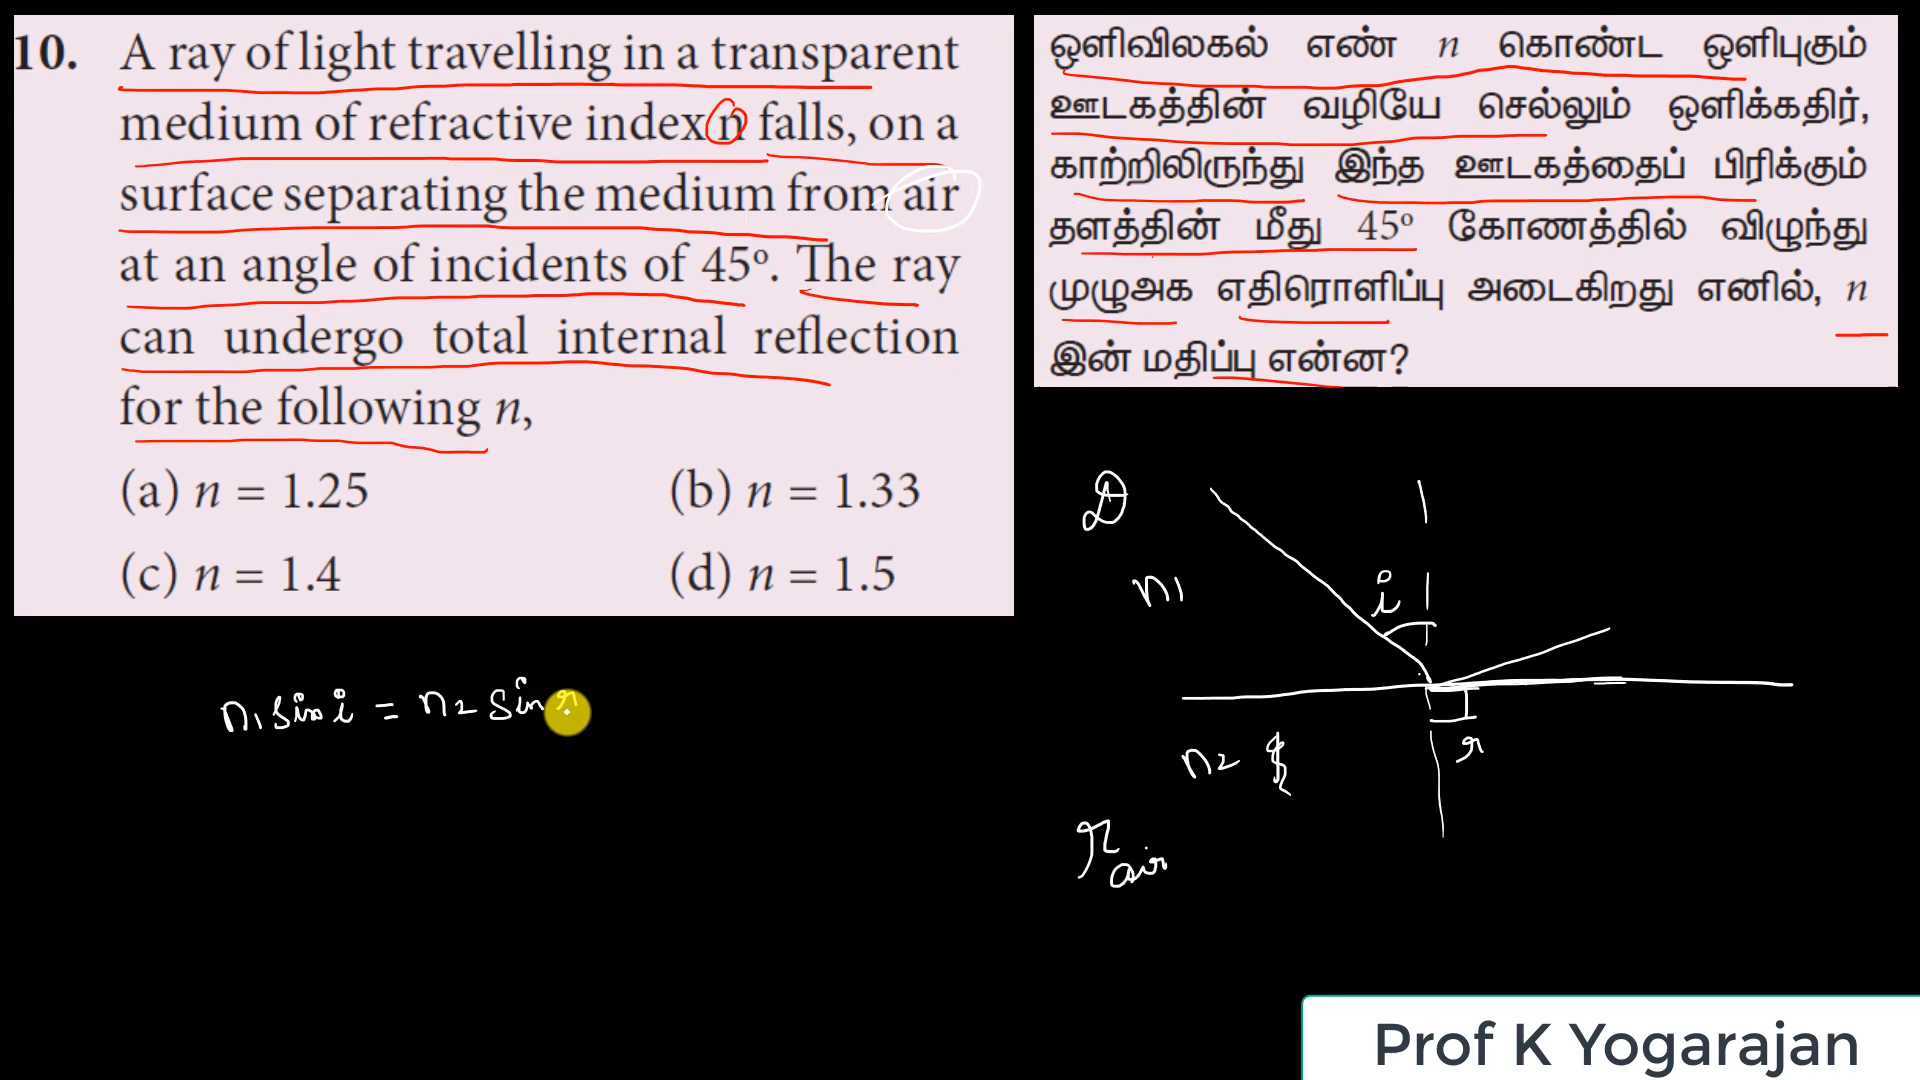 10. A ray of light travelling in a transparent
medium of refractive index n falls, on a
surface separating the medium from air
at an angle of incidents of 45°. The ray
can undergo total internal reflection
for the following n,
(a) n = 1.25 (b) n = 1.33
(c) n = 1.4 (d) n = 1.5
ஒளிவிலகல் எண் n கொண்ட ஒளிபுகும்
ஊடகத்தின் வழியே செல்லும் ஒளிக்கதிர்,
காற்றிலிருந்து இந்த ஊடகத்தைப் பிரிக்கும்
தளத்தின் மீது 45° கோணத்தில் விழுந்து
முழுஅக எதிரொளிப்பு அடைகிறது எனில், n
இன் மதிப்பு என்ன?
D
n1
i
n2
r
air
n1 sin i = n2 sin r
Prof K Yogarajan